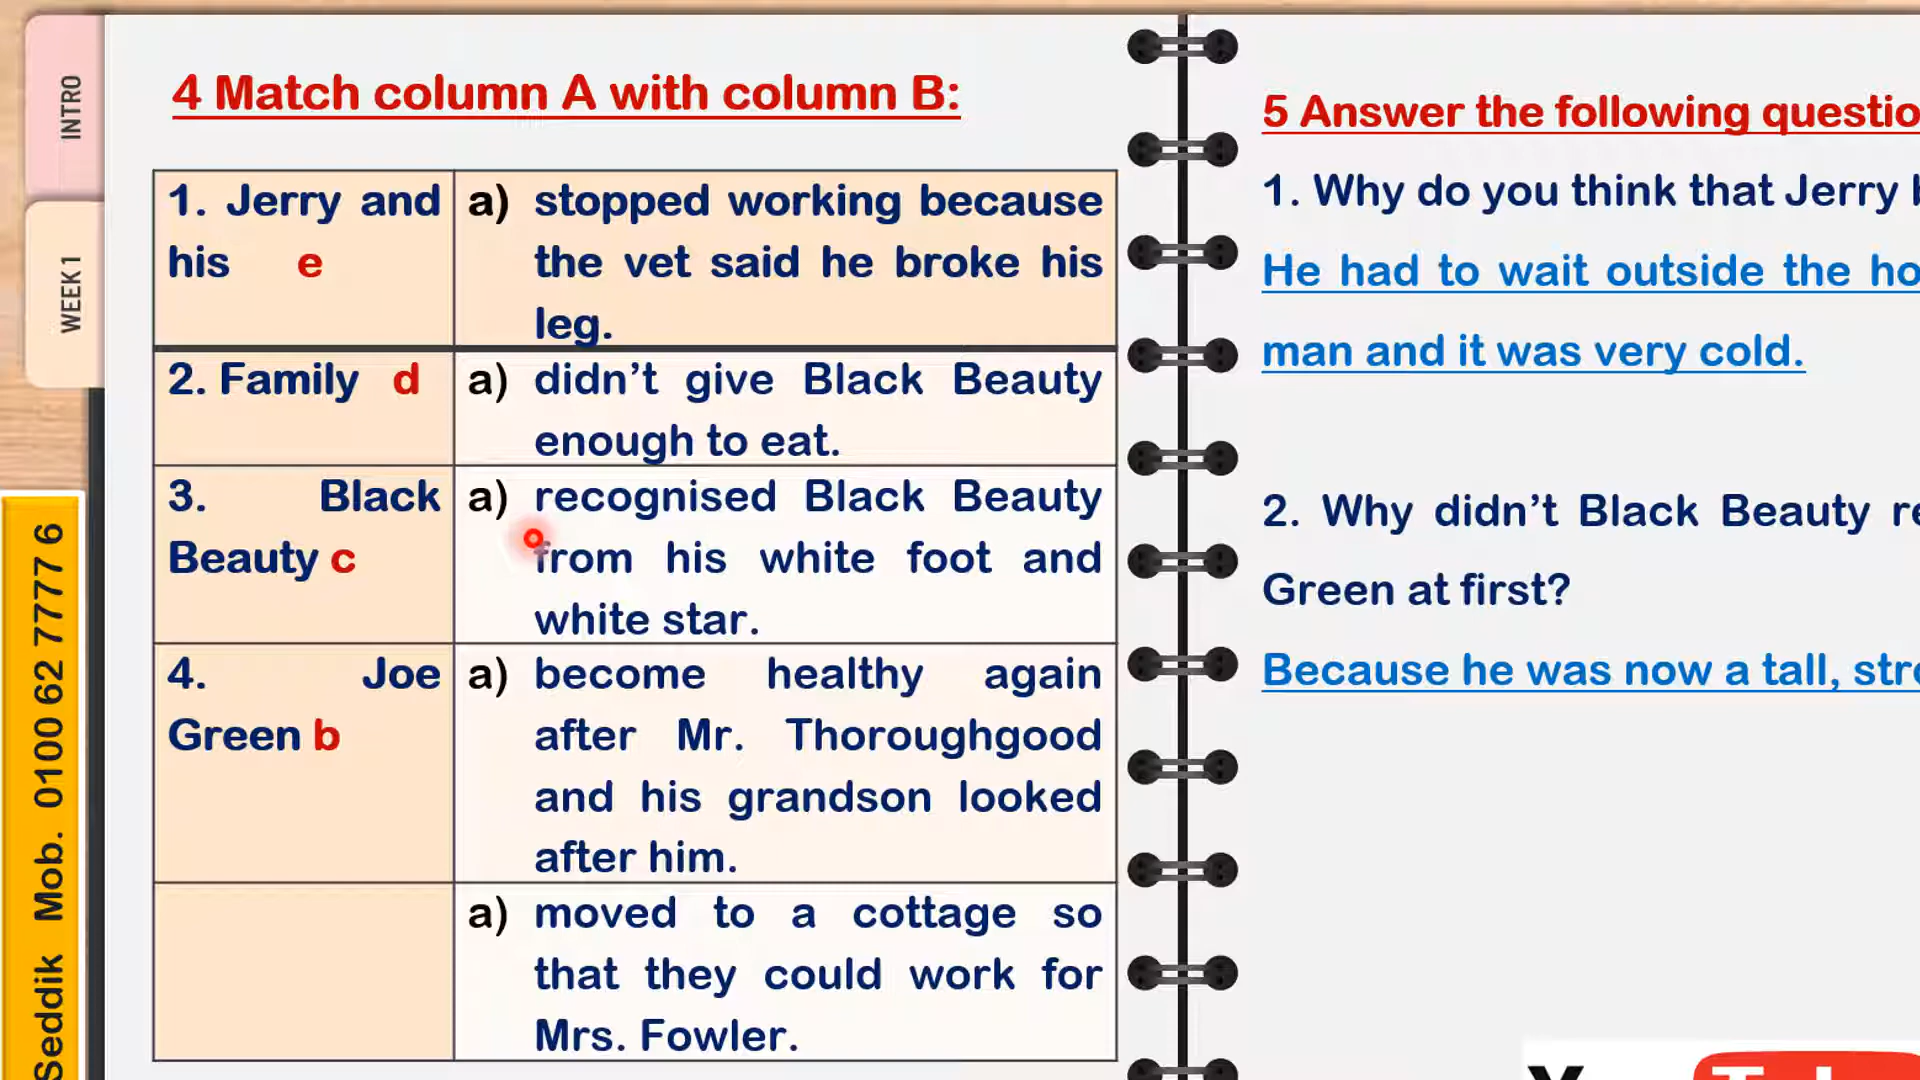 INTRO
WEEK 1
Seddik Mob. 0100 62 7777 6
4 Match column A with column B:
1. Jerry and
his e
a) stopped working because
the vet said he broke his
leg.
2. Family d
a) didn’t give Black Beauty
enough to eat.
3. Black
Beauty c
a) recognised Black Beauty
from his white foot and
white star.
4. Joe
Green b
a) become healthy again
after Mr. Thoroughgood
and his grandson looked
after him.
a) moved to a cottage so
that they could work for
Mrs. Fowler.
5 Answer the following questio
1. Why do you think that Jerry
He had to wait outside the ho
man and it was very cold.
2. Why didn’t Black Beauty re
Green at first?
Because he was now a tall, stro